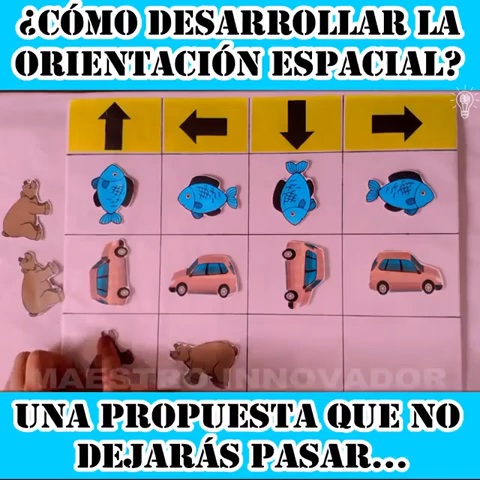 ¿CÓMO DESARROLLAR LA
ORIENTACIÓN ESPACIAL?
MAESTRO INNOVADOR
UNA PROPUESTA QUE NO
DEJARÁS PASAR...